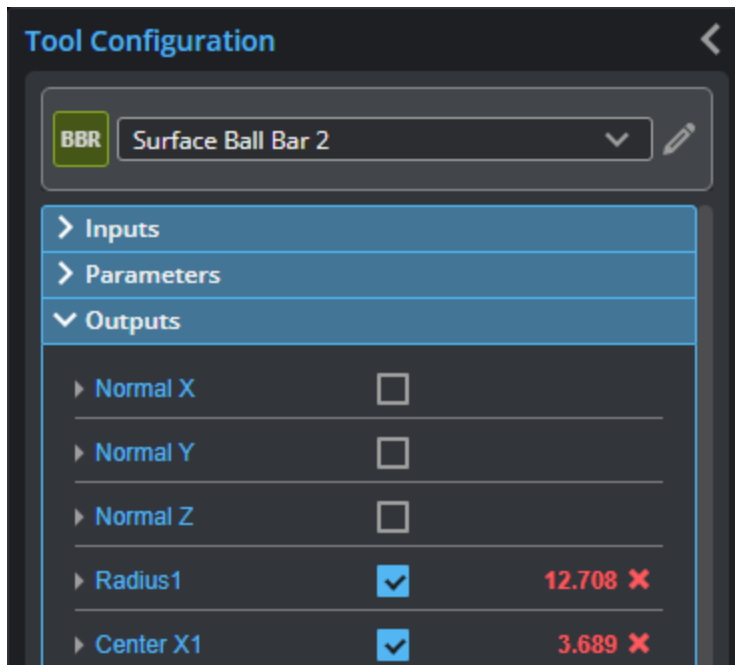 Tool Configuration
BBR Surface Ball Bar 2
Inputs
Parameters
Outputs
Normal X
Normal Y
Normal Z
Radius1 12.708
Center X1 3.689